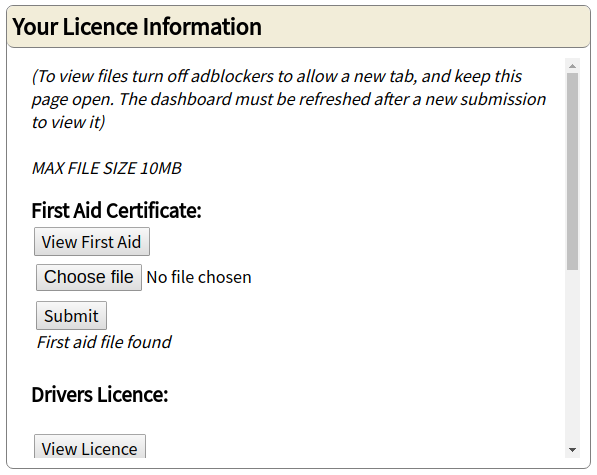 Your Licence Information
(To view files turn off adblockers to allow a new tab, and keep this
page open. The dashboard must be refreshed after a new submission
to view it)
MAX FILE SIZE 10MB
First Aid Certificate:
View First Aid
Choose file No file chosen
Submit
First aid file found
Drivers Licence:
View Licence